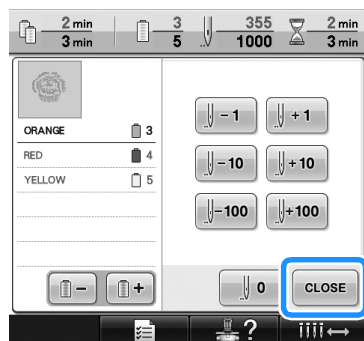 2 min 3 355 2 min
3 min 5 1000 3 min
ORANGE 3
RED 4
YELLOW 5
- 1 + 1
- 10 + 10
- 100 + 100
- + 0 CLOSE
?